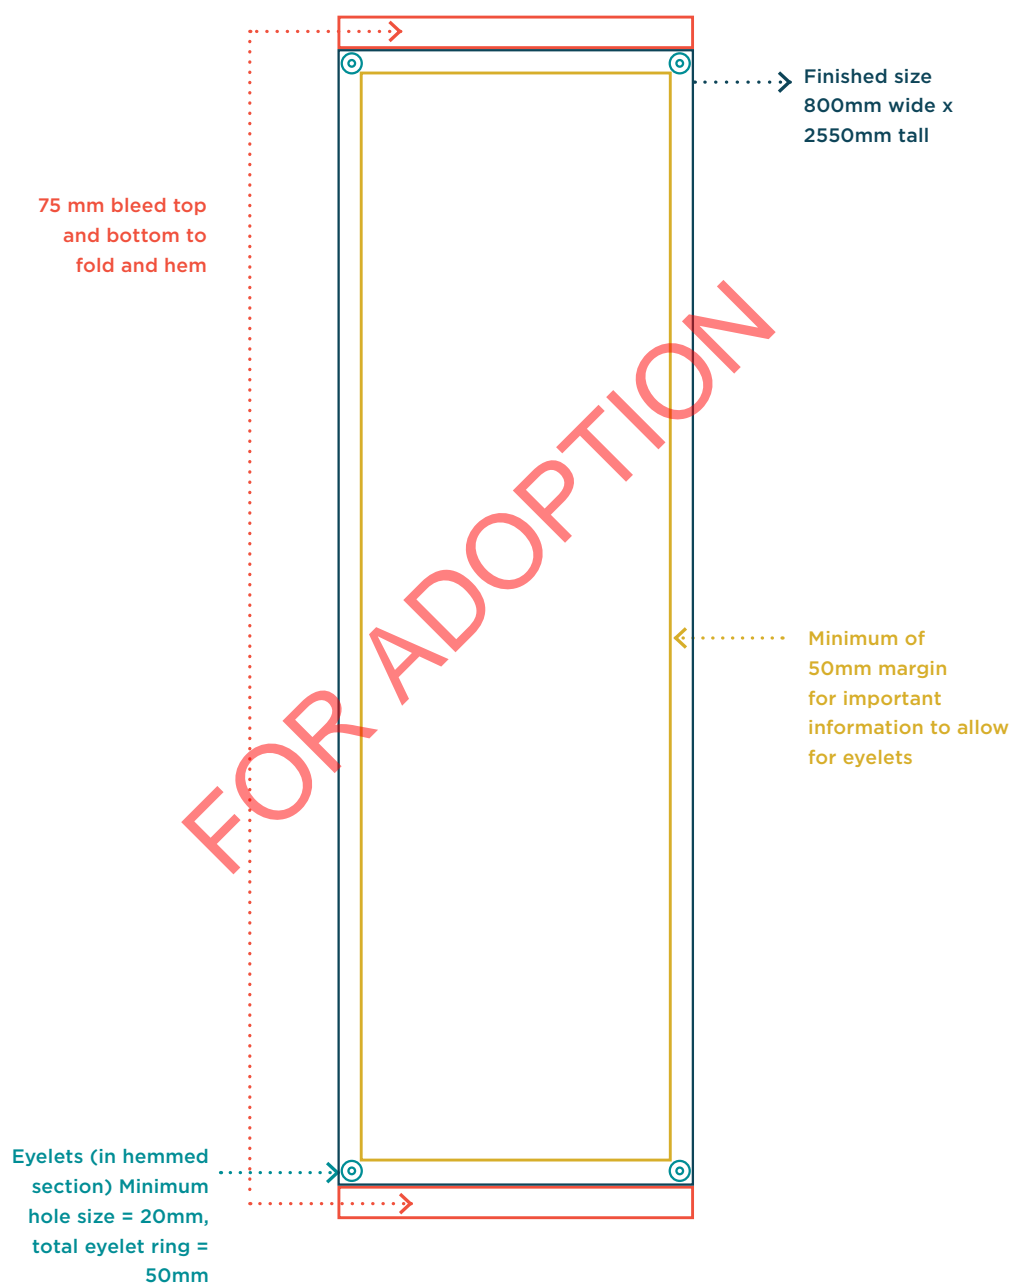 Finished size
800mm wide x
2550mm tall
75 mm bleed top
and bottom to
fold and hem
FOR ADOPTION
Minimum of
50mm margin
for important
information to allow
for eyelets
Eyelets (in hemmed
section) Minimum
hole size = 20mm,
total eyelet ring =
50mm